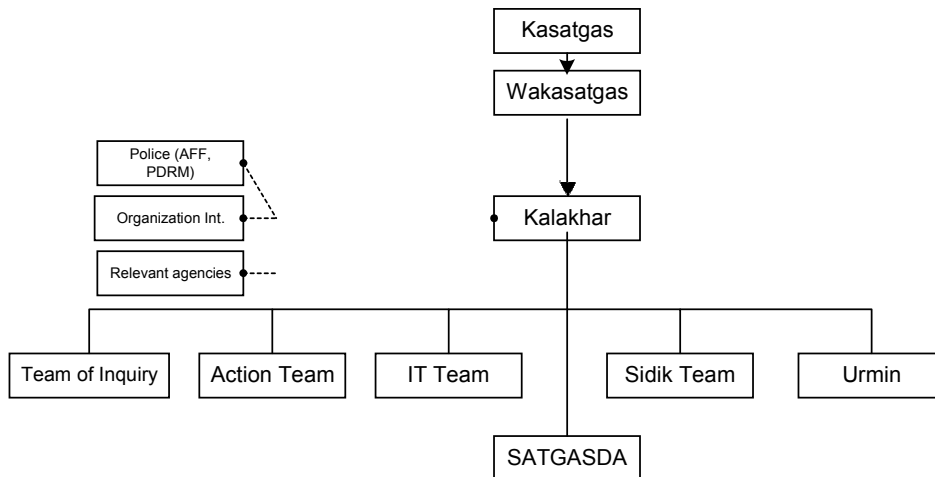 Kasatgas
Wakasatgas
Police (AFF,
PDRM)
Organization Int.
Kalakhar
Relevant agencies
Team of Inquiry
Action Team
IT Team
Sidik Team
Urmin
SATGASDA